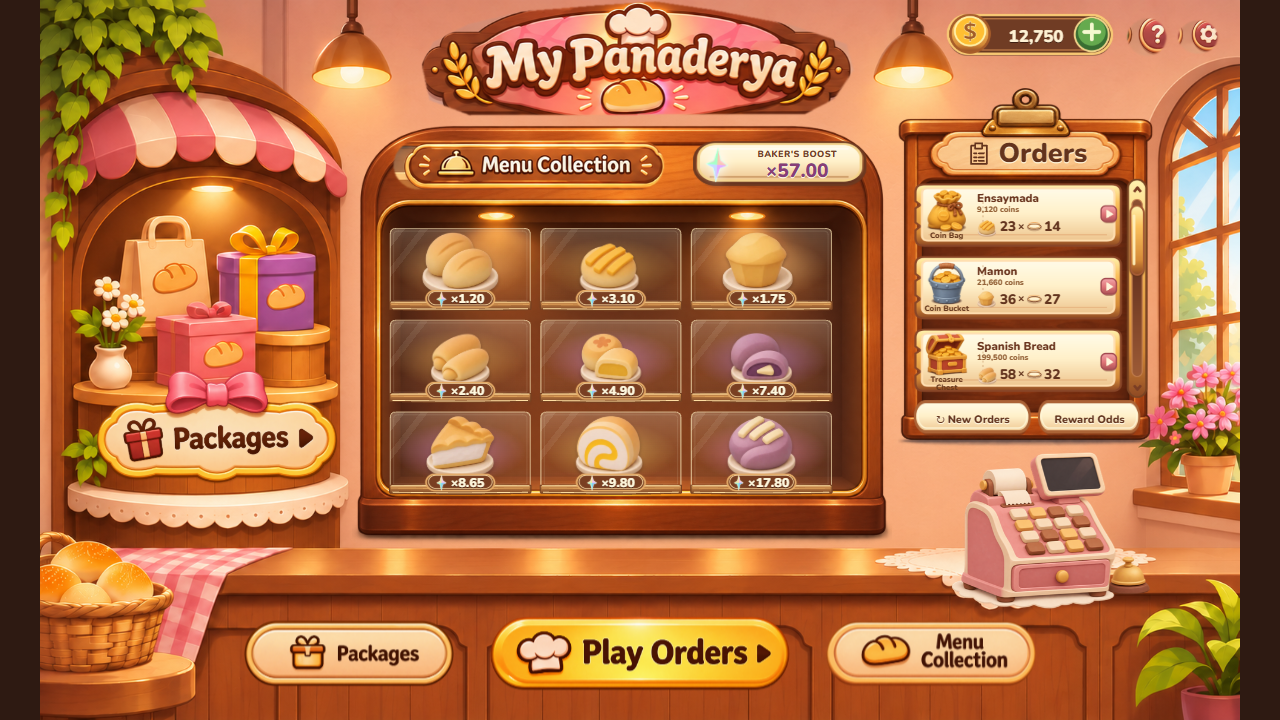 My Panaderya
$ 12,750 + ?
Menu Collection
BAKER'S BOOST
×57.00
×1.20
×3.10
×1.75
×2.40
×4.90
×7.40
×8.65
×9.80
×17.80
Packages
Orders
Ensaymada
9,120 coins
Coin Bag
23× 14
Mamon
21,660 coins
Coin Bucket
36× 27
Spanish Bread
199,500 coins
Treasure
Chest
58× 32
↻ New Orders
Reward Odds
Packages
Play Orders
Menu
Collection